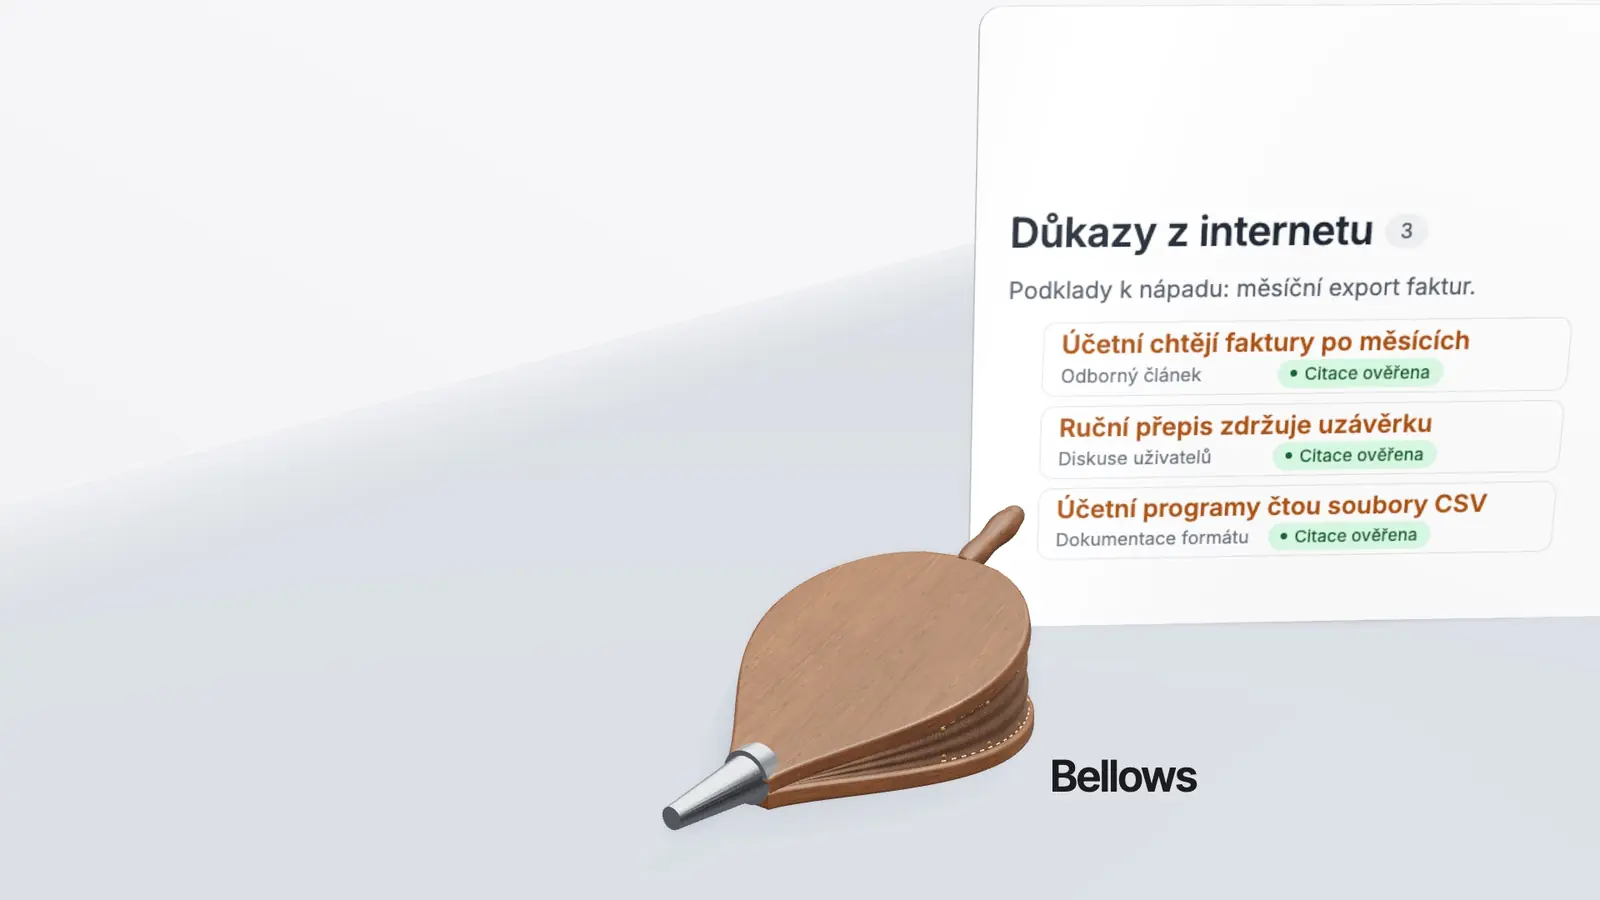 Důkazy z internetu 3
Podklady k nápadu: měsíční export faktur.
Účetní chtějí faktury po měsících
Odborný článek • Citace ověřena
Ruční přepis zdržuje uzávěrku
Diskuse uživatelů • Citace ověřena
Účetní programy čtou soubory CSV
Dokumentace formátu • Citace ověřena
Bellows